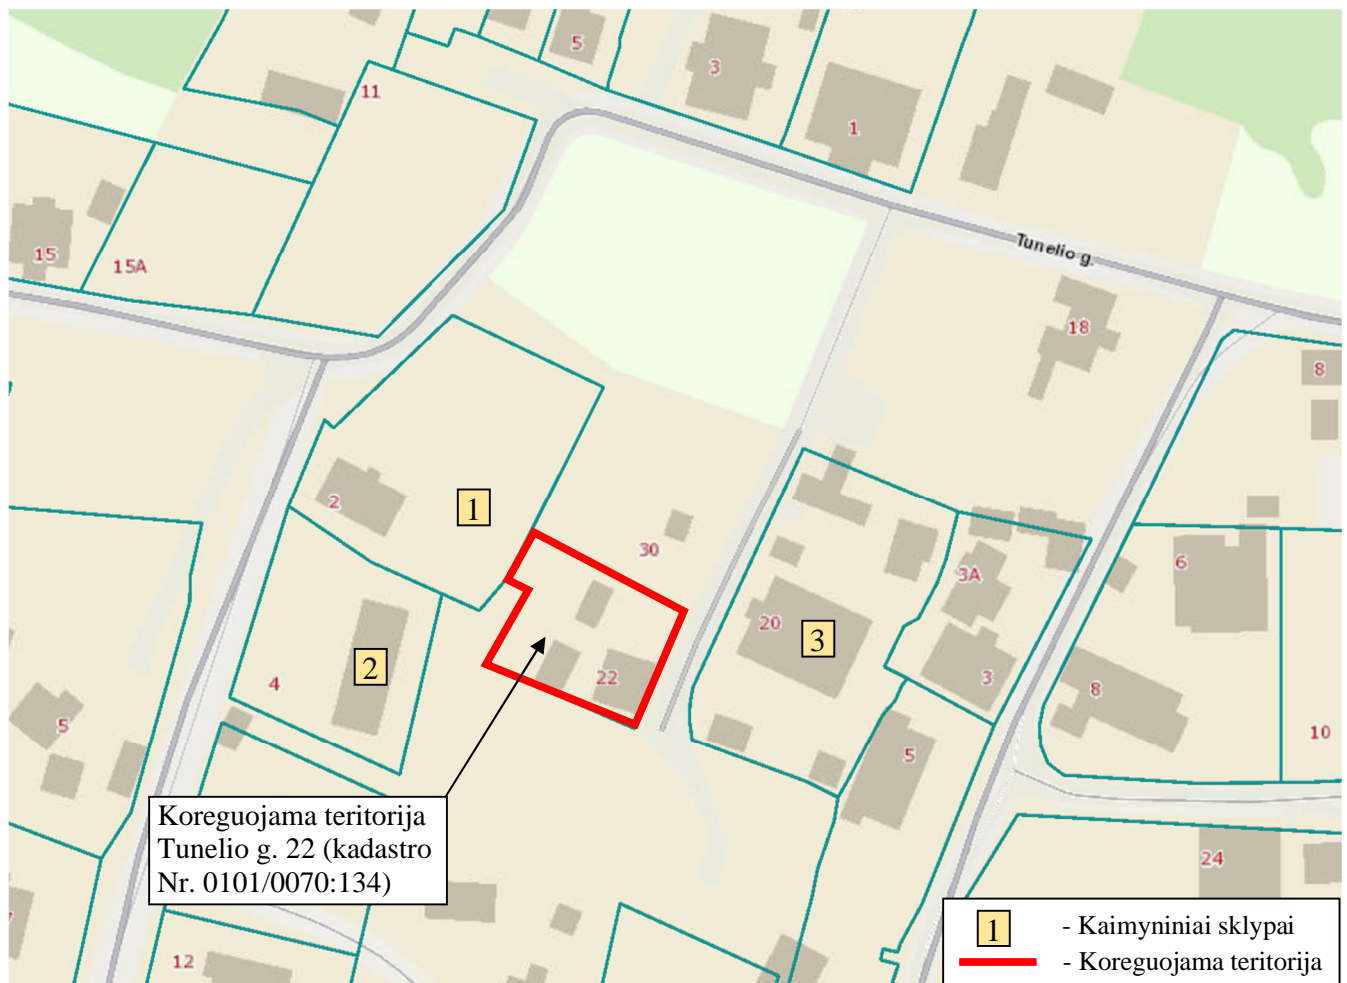 5
3
11
1
Tunelio g.
15
15A
18
8
2
1
30
3A
6
20
3
22
3
2
4
8
5
5
10
Koreguojama teritorija
Tunelio g. 22 (kadastro
Nr. 0101/0070:134)
24
12
1 - Kaimyniniai sklypai
- Koreguojama teritorija